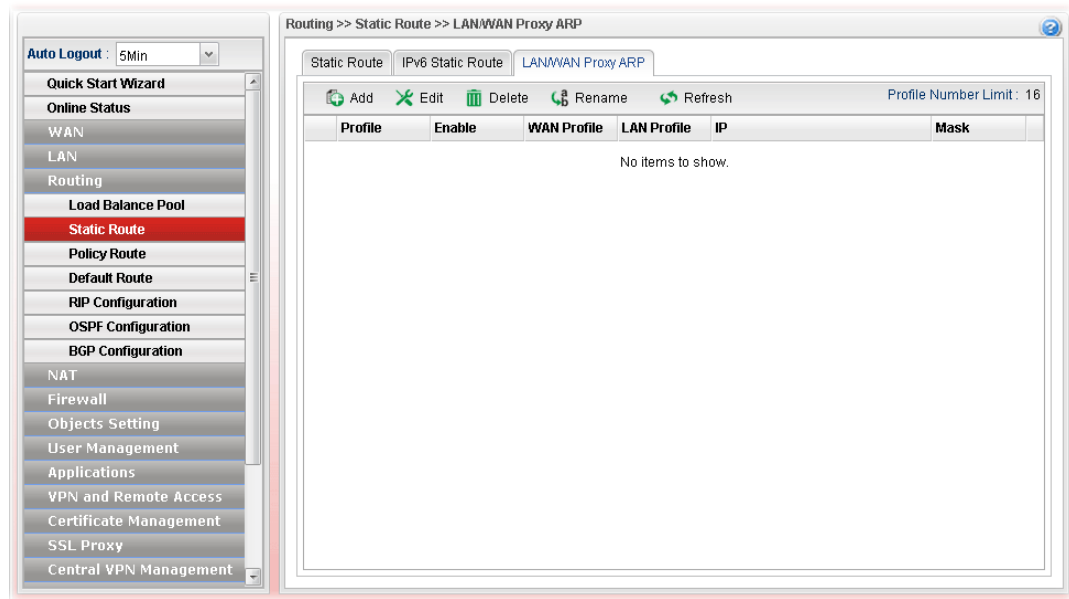 Routing >> Static Route >> LAN/WAN Proxy ARP
Auto Logout : 5Min
Quick Start Wizard
Online Status
WAN
LAN
Routing
Load Balance Pool
Static Route
Policy Route
Default Route
RIP Configuration
OSPF Configuration
BGP Configuration
NAT
Firewall
Objects Setting
User Management
Applications
VPN and Remote Access
Certificate Management
SSL Proxy
Central VPN Management
Static Route IPv6 Static Route LAN/WAN Proxy ARP
Add Edit Delete Rename Refresh Profile Number Limit : 16
Profile Enable WAN Profile LAN Profile IP Mask
No items to show.